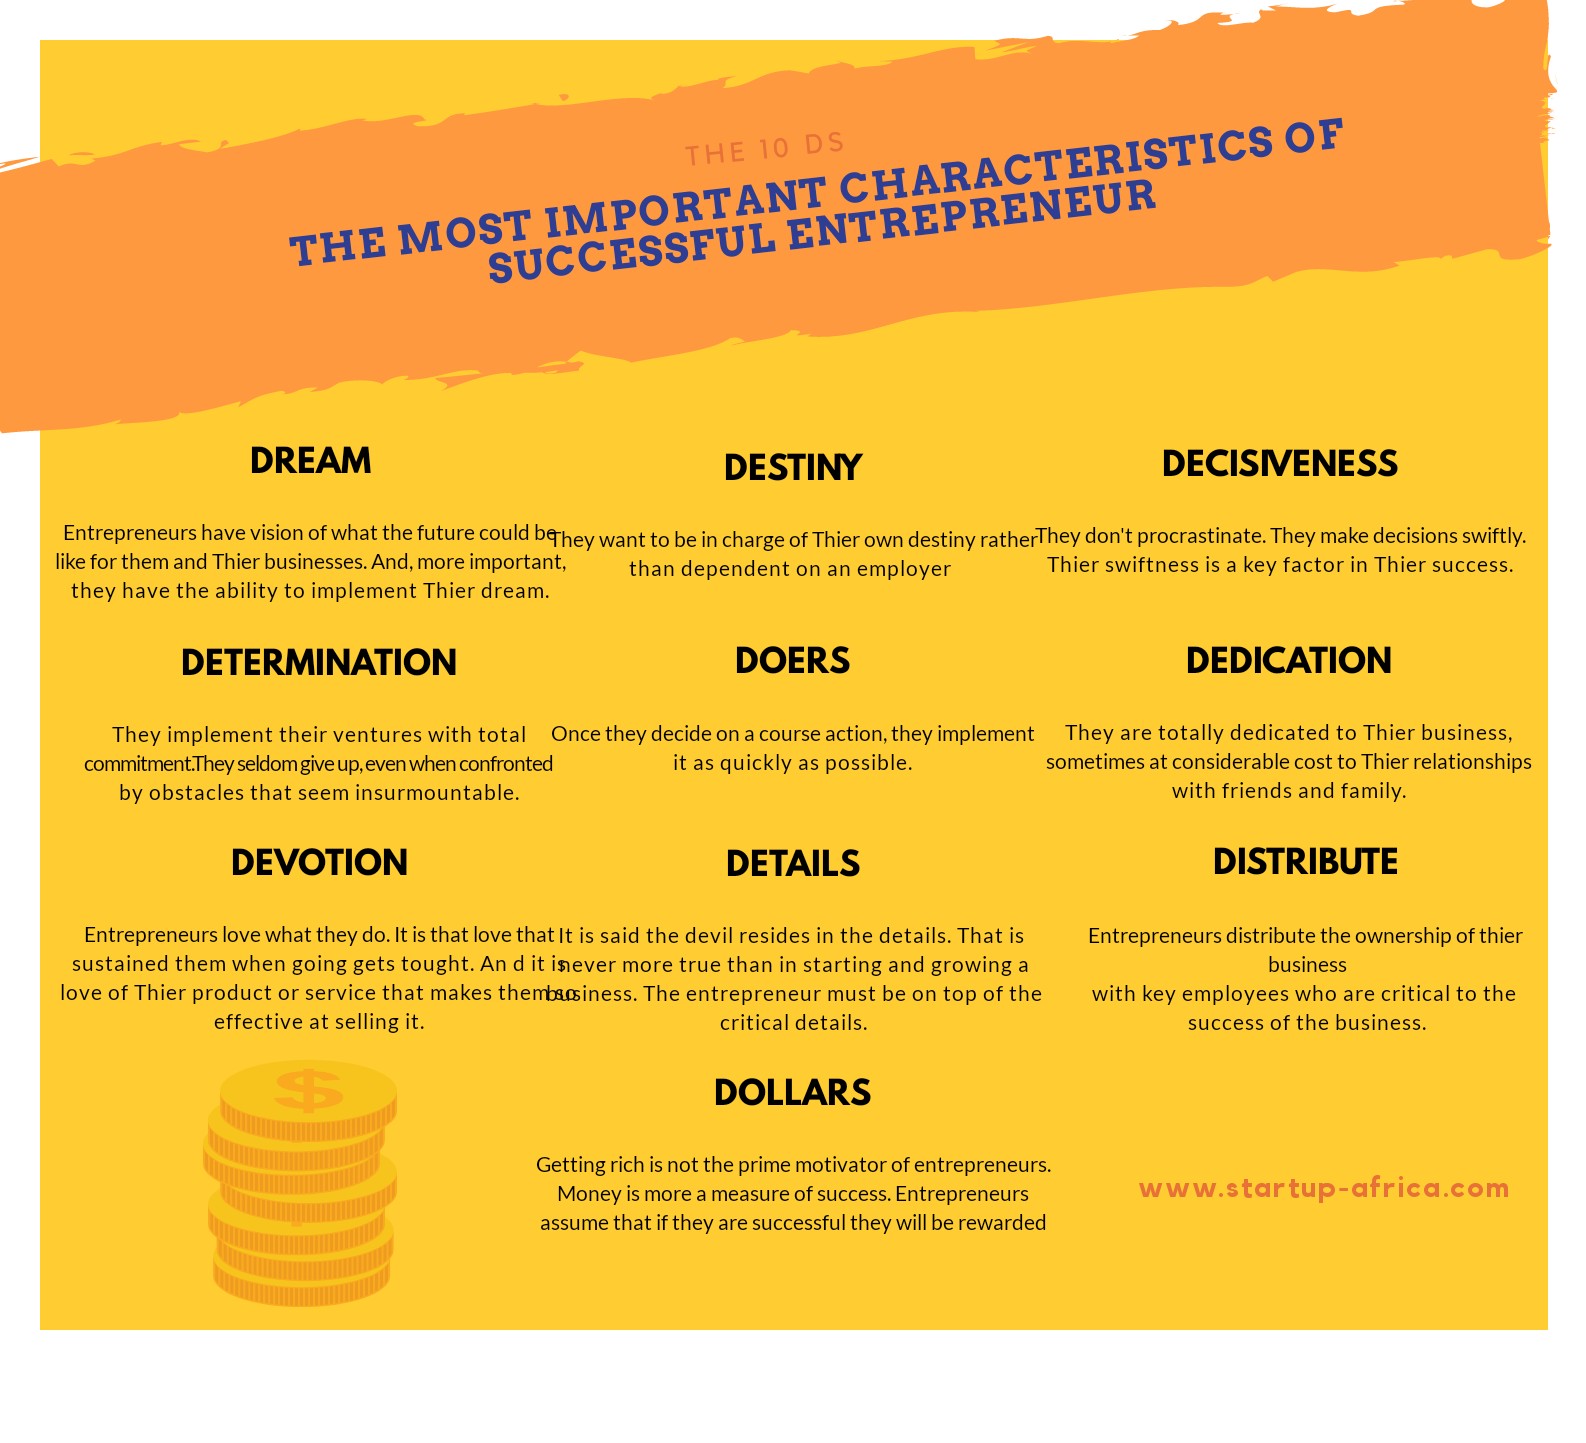 THE 10 DS
THE MOST IMPORTANT CHARACTERISTICS OF
SUCCESSFUL ENTREPRENEUR
DREAM
Entrepreneurs have vision of what the future could be
like for them and Thier businesses. And, more important,
they have the ability to implement Thier dream.
DESTINY
They want to be in charge of Thier own destiny rather
than dependent on an employer
DECISIVENESS
They don't procrastinate. They make decisions swiftly.
Thier swiftness is a key factor in Thier success.
DETERMINATION
They implement their ventures with total
commitment.They seldom give up, even when confronted
by obstacles that seem insurmountable.
DOERS
Once they decide on a course action, they implement
it as quickly as possible.
DEDICATION
They are totally dedicated to Thier business,
sometimes at considerable cost to Thier relationships
with friends and family.
DEVOTION
Entrepreneurs love what they do. It is that love that
sustained them when going gets tought. An d it is
love of Thier product or service that makes them so
effective at selling it.
DETAILS
It is said the devil resides in the details. That is
never more true than in starting and growing a
business. The entrepreneur must be on top of the
critical details.
DISTRIBUTE
Entrepreneurs distribute the ownership of thier
business
with key employees who are critical to the
success of the business.
$
DOLLARS
Getting rich is not the prime motivator of entrepreneurs.
Money is more a measure of success. Entrepreneurs
assume that if they are successful they will be rewarded
www.startup-africa.com